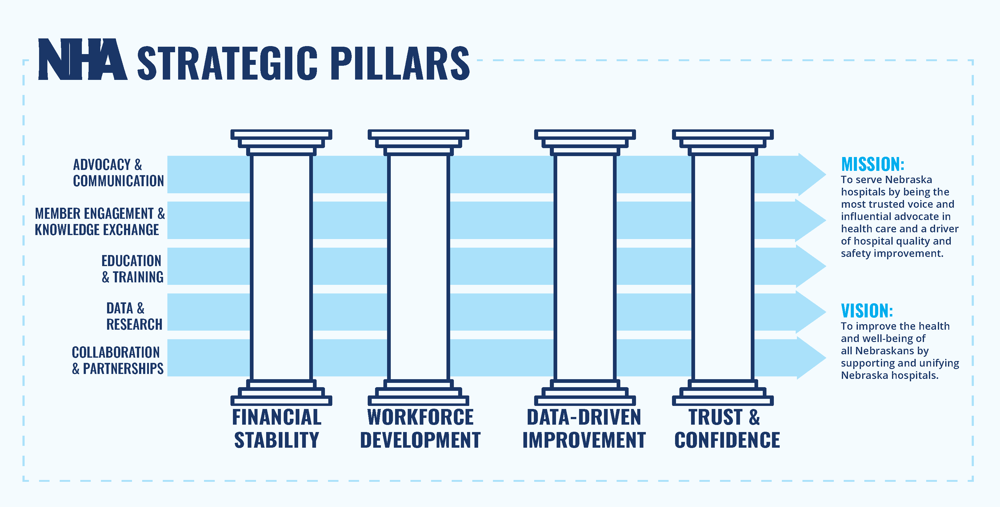 NHA STRATEGIC PILLARS
ADVOCACY &
COMMUNICATION
MEMBER ENGAGEMENT &
KNOWLEDGE EXCHANGE
EDUCATION
& TRAINING
DATA &
RESEARCH
COLLABORATION
& PARTNERSHIPS
FINANCIAL
STABILITY
WORKFORCE
DEVELOPMENT
DATA-DRIVEN
IMPROVEMENT
TRUST &
CONFIDENCE
MISSION:
To serve Nebraska
hospitals by being the
most trusted voice and
influential advocate in
health care and a driver
of hospital quality and
safety improvement.
VISION:
To improve the health
and well-being of
all Nebraskans by
supporting and unifying
Nebraska hospitals.